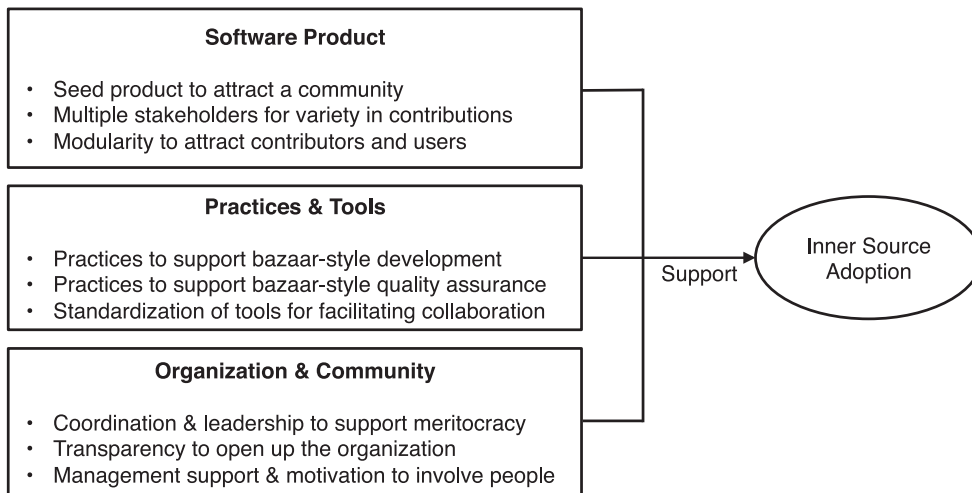 Software Product
• Seed product to attract a community
• Multiple stakeholders for variety in contributions
• Modularity to attract contributors and users
Practices & Tools
• Practices to support bazaar-style development
• Practices to support bazaar-style quality assurance
• Standardization of tools for facilitating collaboration
Organization & Community
• Coordination & leadership to support meritocracy
• Transparency to open up the organization
• Management support & motivation to involve people
Support
Inner Source
Adoption